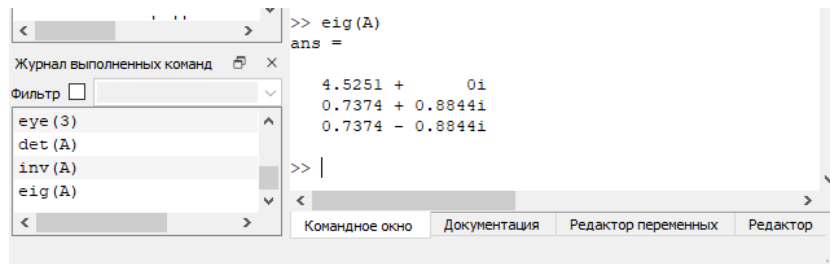 >> eig(A)
ans =
4.5251 + 0i
0.7374 + 0.8844i
0.7374 - 0.8844i
>>
Журнал выполненных команд
Фильтр
eye(3)
det(A)
inv(A)
eig(A)
Командное окно Документация Редактор переменных Редактор